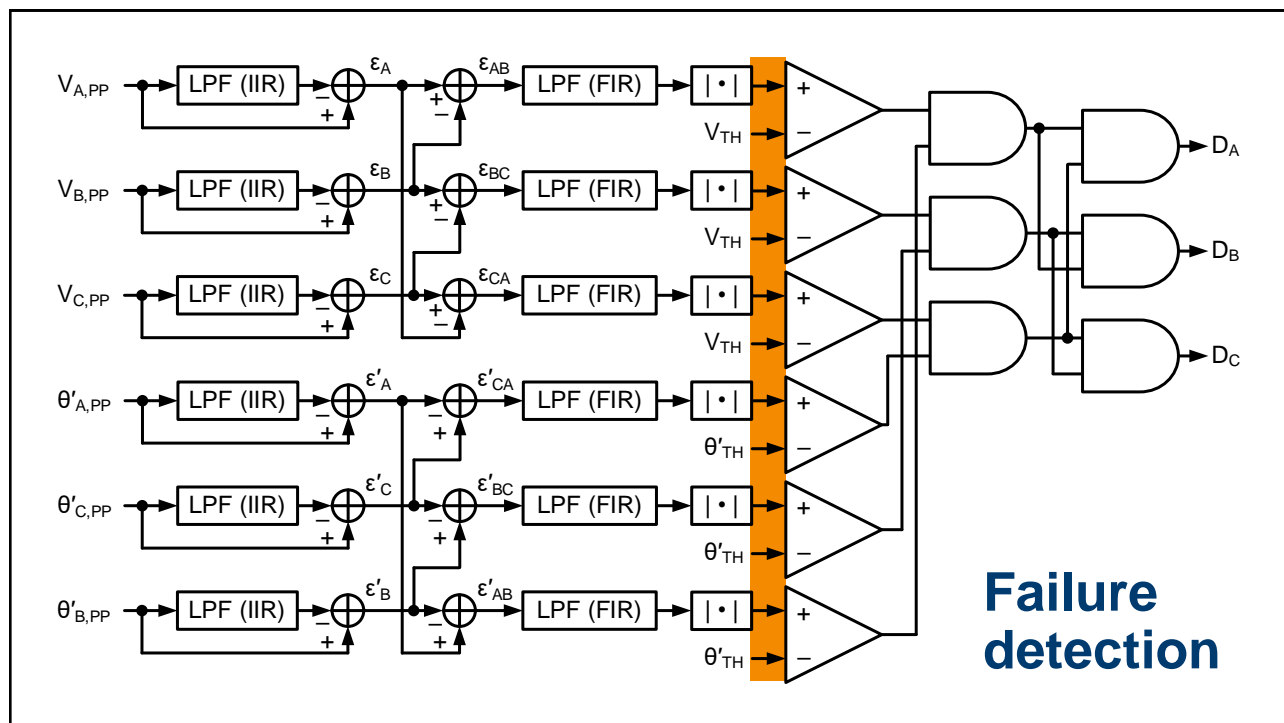 V_A,PP LPF (IIR) − + ε_A + − ε_AB LPF (FIR) |•| + D_A
V_TH −
V_B,PP LPF (IIR) − + ε_B + − ε_BC LPF (FIR) |•| + D_B
V_TH −
V_C,PP LPF (IIR) − + ε_C + − ε_CA LPF (FIR) |•| + D_C
V_TH −
θ′_A,PP LPF (IIR) − + ε′_A − + ε′_CA LPF (FIR) |•| +
θ′_TH −
θ′_C,PP LPF (IIR) − + ε′_C − + ε′_BC LPF (FIR) |•| +
θ′_TH −
θ′_B,PP LPF (IIR) − + ε′_B − + ε′_AB LPF (FIR) |•| +
θ′_TH −
Failure
detection